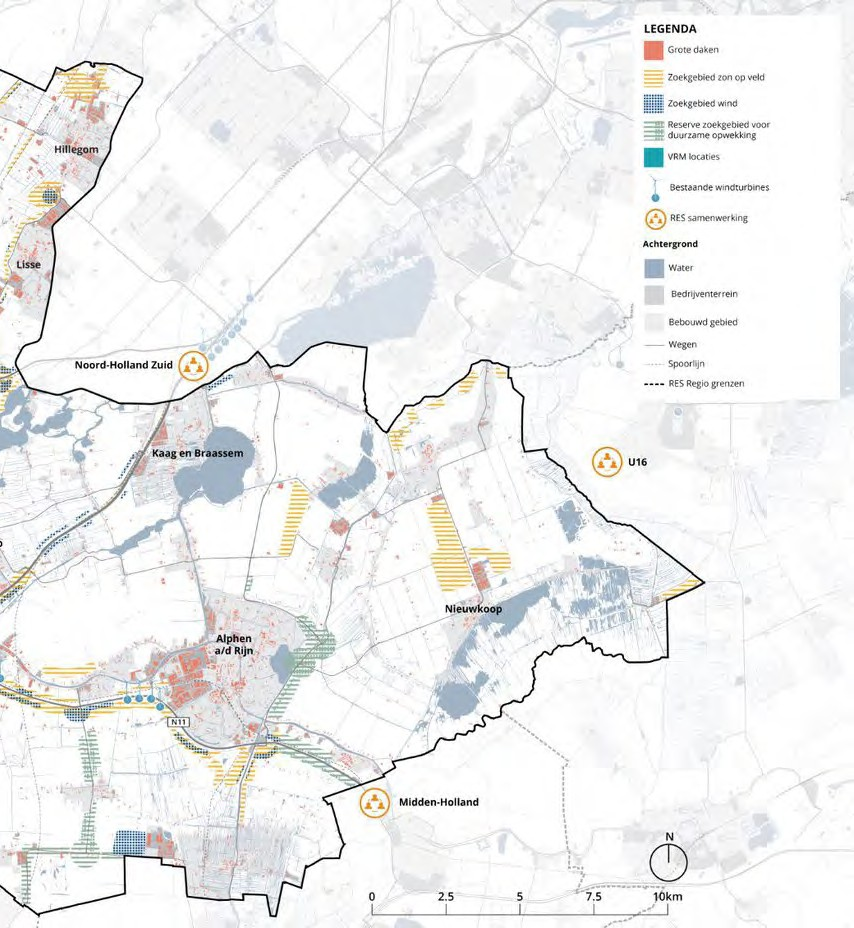 LEGENDA
Grote daken
Zoekgebied zon op veld
Zoekgebied wind
Reserve zoekgebied voor
duurzame opwekking
VRM locaties
Bestaande windturbines
RES samenwerking
Achtergrond
Water
Bedrijventerrein
Bebouwd gebied
Wegen
Spoorlijn
RES Regio grenzen
Hillegom
Lisse
Noord-Holland Zuid
Kaag en Braassem
U16
Nieuwkoop
Alphen
a/d Rijn
N11
Midden-Holland
N
0 2.5 5 7.5 10km